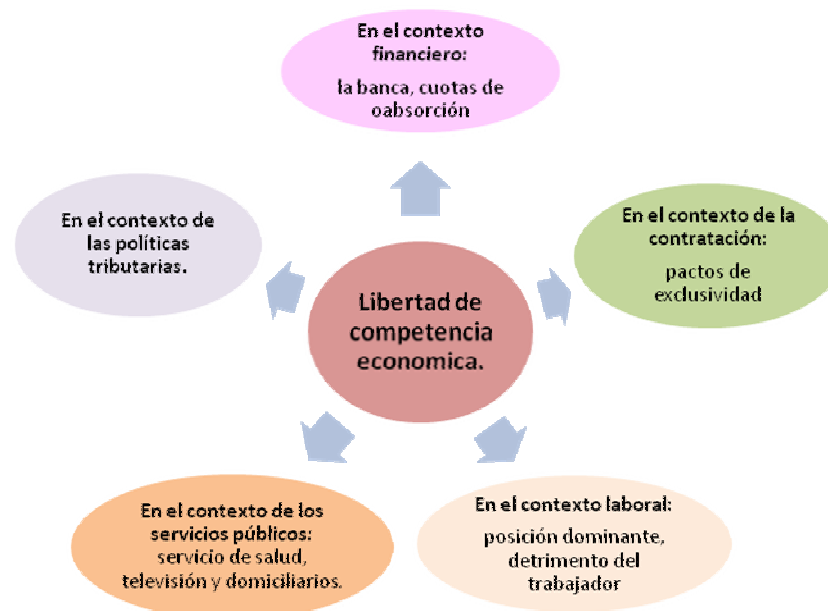 En el contexto
financiero:
la banca, cuotas de
oabsorción
En el contexto de
las políticas
tributarias.
En el contexto de la
contratación:
pactos de
exclusividad
Libertad de
competencia
economica.
En el contexto de los
servicios públicos:
servicio de salud,
televisión y domiciliarios.
En el contexto laboral:
posición dominante,
detrimento del
trabajador